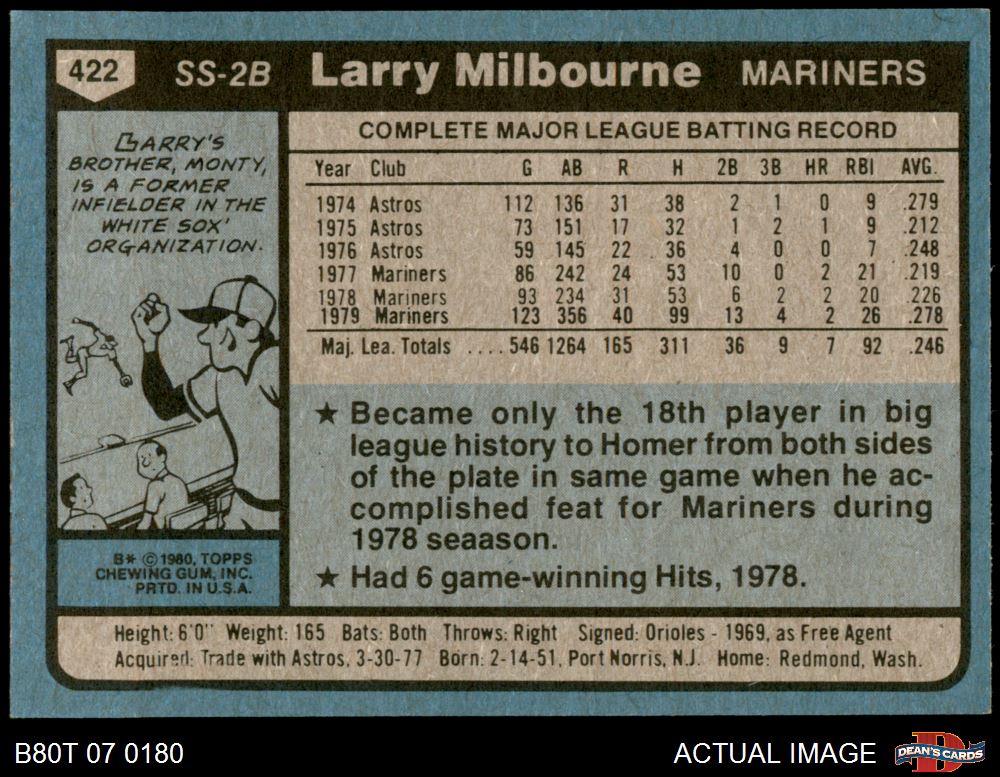 422 SS-2B Larry Milbourne MARINERS
LARRY'S
BROTHER, MONTY,
IS A FORMER
INFIELDER IN THE
WHITE SOX'
ORGANIZATION.
B* © 1980, TOPPS
CHEWING GUM, INC.
PRTD. IN U.S.A.
COMPLETE MAJOR LEAGUE BATTING RECORD
Year Club G AB R H 2B 3B HR RBI AVG.
1974 Astros 112 136 31 38 2 1 0 9 .279
1975 Astros 73 151 17 32 1 2 1 9 .212
1976 Astros 59 145 22 36 4 0 0 7 .248
1977 Mariners 86 242 24 53 10 0 2 21 .219
1978 Mariners 93 234 31 53 6 2 2 20 .226
1979 Mariners 123 356 40 99 13 4 2 26 .278
Maj. Lea. Totals .... 546 1264 165 311 36 9 7 92 .246
★ Became only the 18th player in big
league history to Homer from both sides
of the plate in same game when he ac-
complished feat for Mariners during
1978 seaason.
★ Had 6 game-winning Hits, 1978.
Height: 6'0" Weight: 165 Bats: Both Throws: Right Signed: Orioles - 1969, as Free Agent
Acquired: Trade with Astros, 3-30-77 Born: 2-14-51, Port Norris, N.J. Home: Redmond, Wash.
B80T 07 0180 ACTUAL IMAGE D DEAN'S CARDS